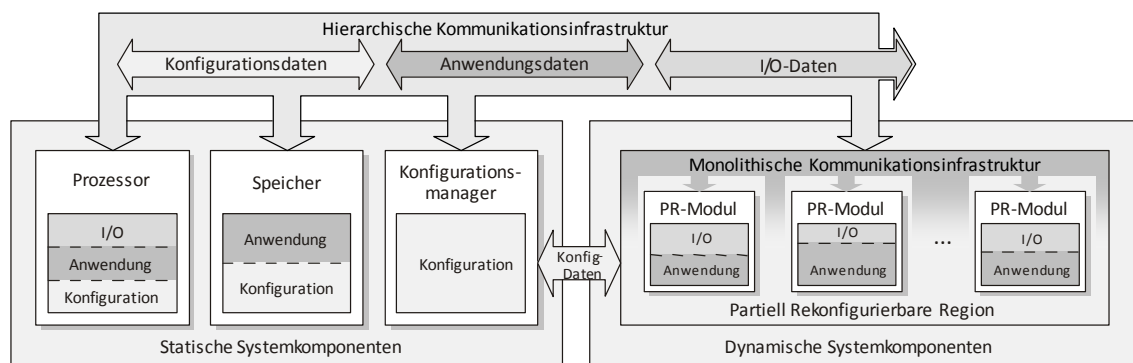 Hierarchische Kommunikationsinfrastruktur
Konfigurationsdaten
Anwendungsdaten
I/O-Daten
Prozessor
I/O
Anwendung
Konfiguration
Speicher
Anwendung
Konfiguration
Konfigurations-
manager
Konfiguration
Statische Systemkomponenten
Konfig-
Daten
Monolithische Kommunikationsinfrastruktur
PR-Modul
I/O
Anwendung
PR-Modul
I/O
Anwendung
...
PR-Modul
I/O
Anwendung
Partiell Rekonfigurierbare Region
Dynamische Systemkomponenten